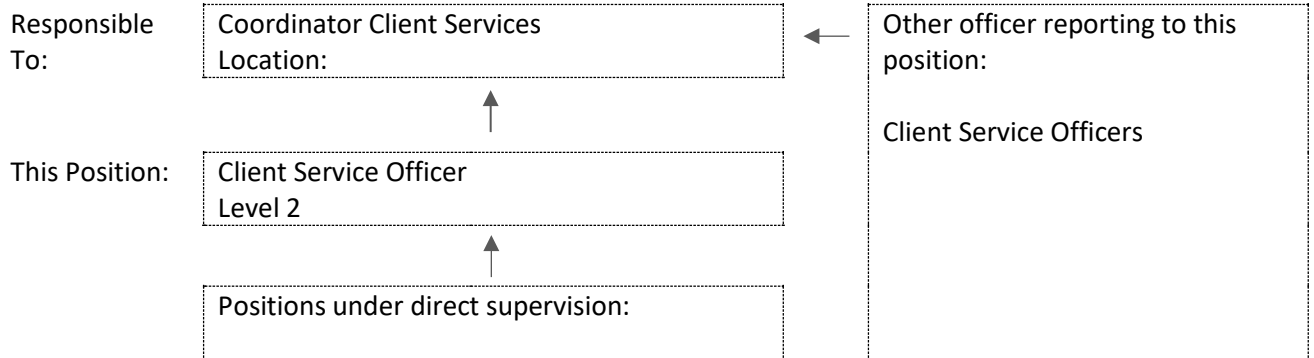 Responsible
To:
Coordinator Client Services
Location:
Other officer reporting to this
position:
Client Service Officers
This Position:
Client Service Officer
Level 2
Positions under direct supervision: